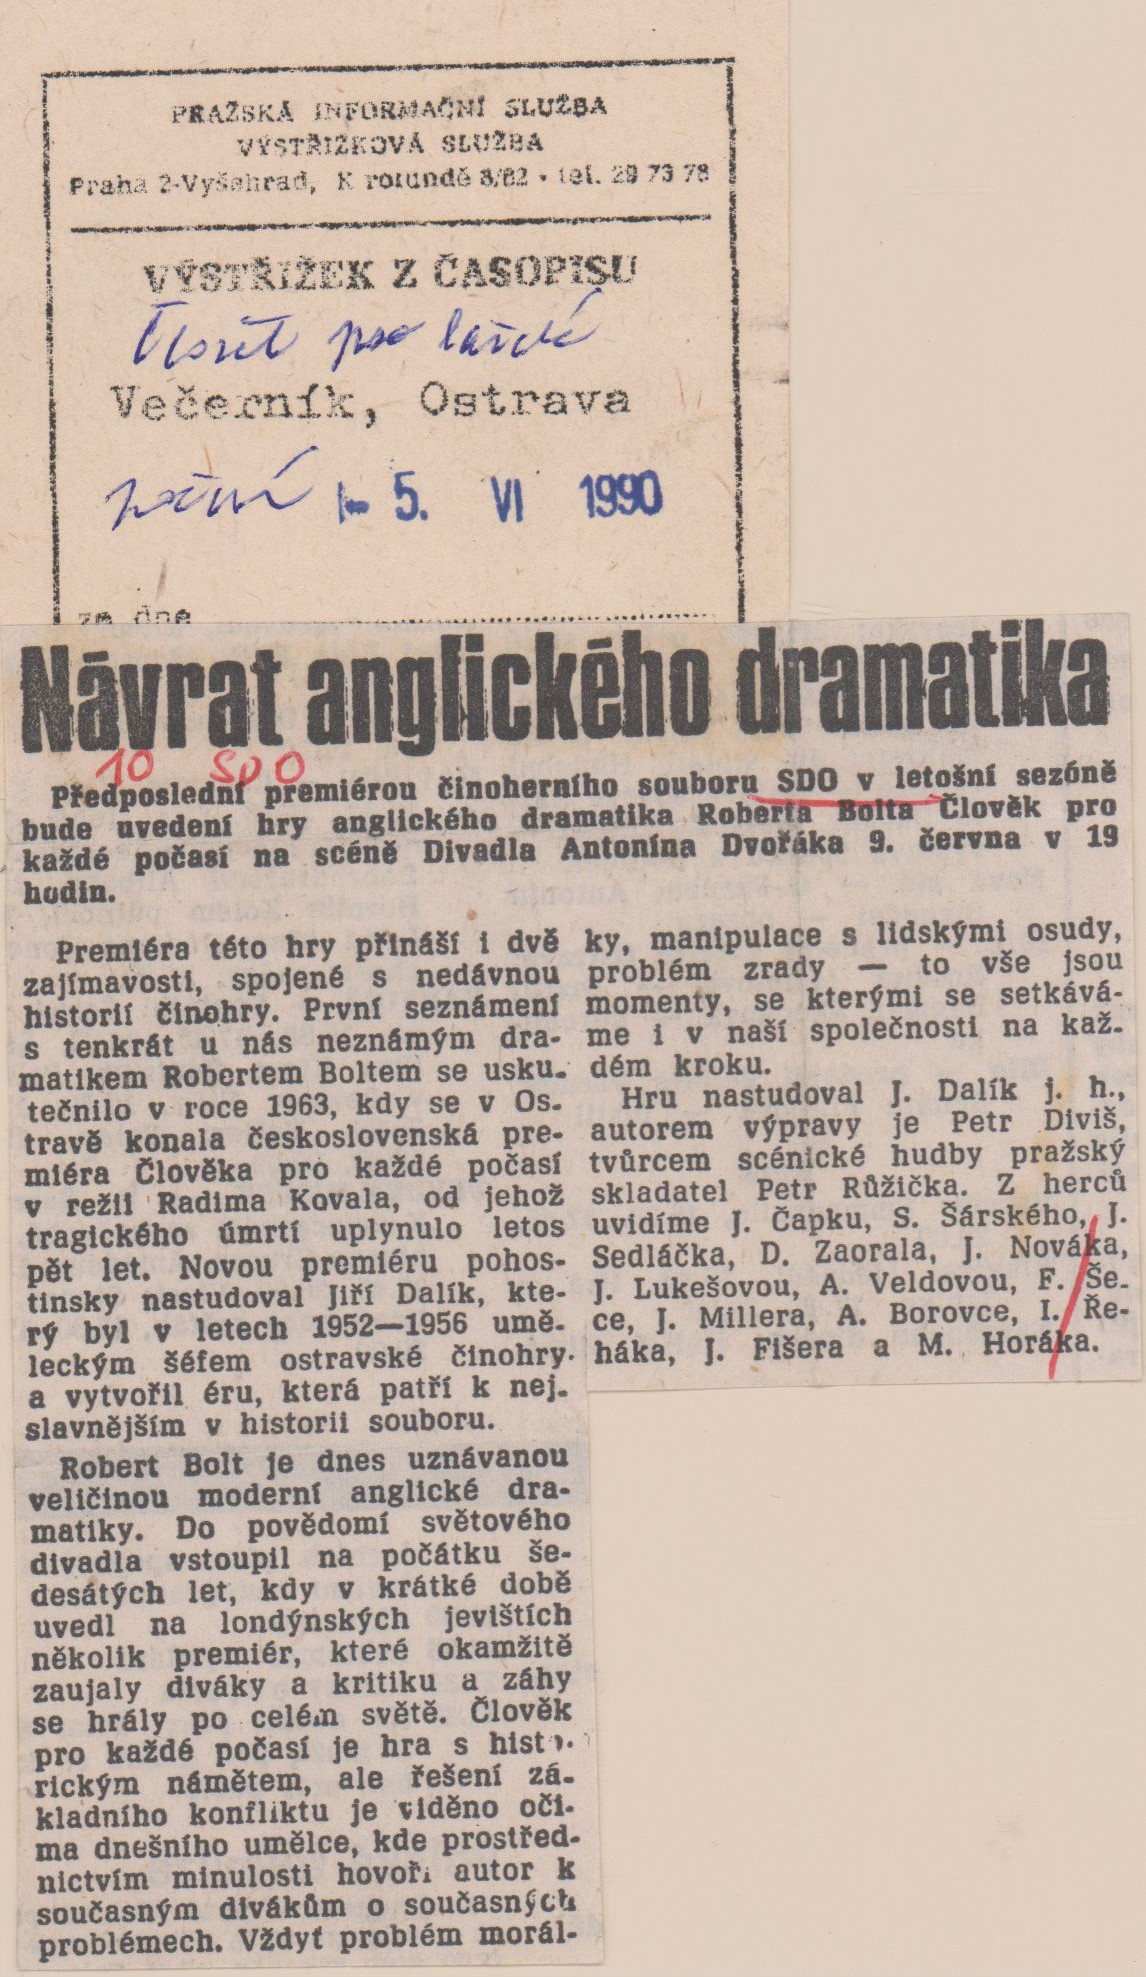 PRAŽSKÁ INFORMAČNÍ SLUŽBA
VÝSTŘIŽKOVÁ SLUŽBA
Praha 2-Vyšehrad, K rotundě 8/82 • tel. 29 73 78
VÝSTŘIŽEK Z ČASOPISU
Člověk pro každé
Večerník, Ostrava
počasí - 5. VI 1990
ze dne
Návrat anglického dramatika
10 SDO
Předposlední premiérou činoherního souboru SDO v letošní sezóně
bude uvedení hry anglického dramatika Roberta Bolta Člověk pro
každé počasí na scéně Divadla Antonína Dvořáka 9. června v 19
hodin.
Premiéra této hry přináší i dvě
zajímavosti, spojené s nedávnou
historií činohry. První seznámení
s tenkrát u nás neznámým dra-
matikem Robertem Boltem se usku-
tečnilo v roce 1963, kdy se v Os-
travě konala československá pre-
miéra Člověka pro každé počasí
v režii Radima Kovala, od jehož
tragického úmrtí uplynulo letos
pět let. Novou premiéru pohos-
tinsky nastudoval Jiří Dalík, kte-
rý byl v letech 1952—1956 umě-
leckým šéfem ostravské činohry
a vytvořil éru, která patří k nej-
slavnějším v historii souboru.
Robert Bolt je dnes uznávanou
veličinou moderní anglické dra-
matiky. Do povědomí světového
divadla vstoupil na počátku še-
desátých let, kdy v krátké době
uvedl na londýnských jevištích
několik premiér, které okamžitě
zaujaly diváky a kritiku a záhy
se hrály po celém světě. Člověk
pro každé počasí je hra s histo-
rickým námětem, ale řešení zá-
kladního konfliktu je viděno oči-
ma dnešního umělce, kde prostřed-
nictvím minulosti hovoří autor k
současným divákům o současných
problémech. Vždyť problém morál-
ky, manipulace s lidskými osudy,
problém zrady — to vše jsou
momenty, se kterými se setkává-
me i v naší společnosti na kaž-
dém kroku.
Hru nastudoval J. Dalík j. h.,
autorem výpravy je Petr Diviš,
tvůrcem scénické hudby pražský
skladatel Petr Růžička. Z herců
uvidíme J. Čapku, S. Šárského, J.
Sedláčka, D. Zaorala, J. Nováka,
J. Lukešovou, A. Veldovou, F. Še-
ce, J. Millera, A. Borovce, I. Ře-
háka, J. Fišera a M. Horáka.